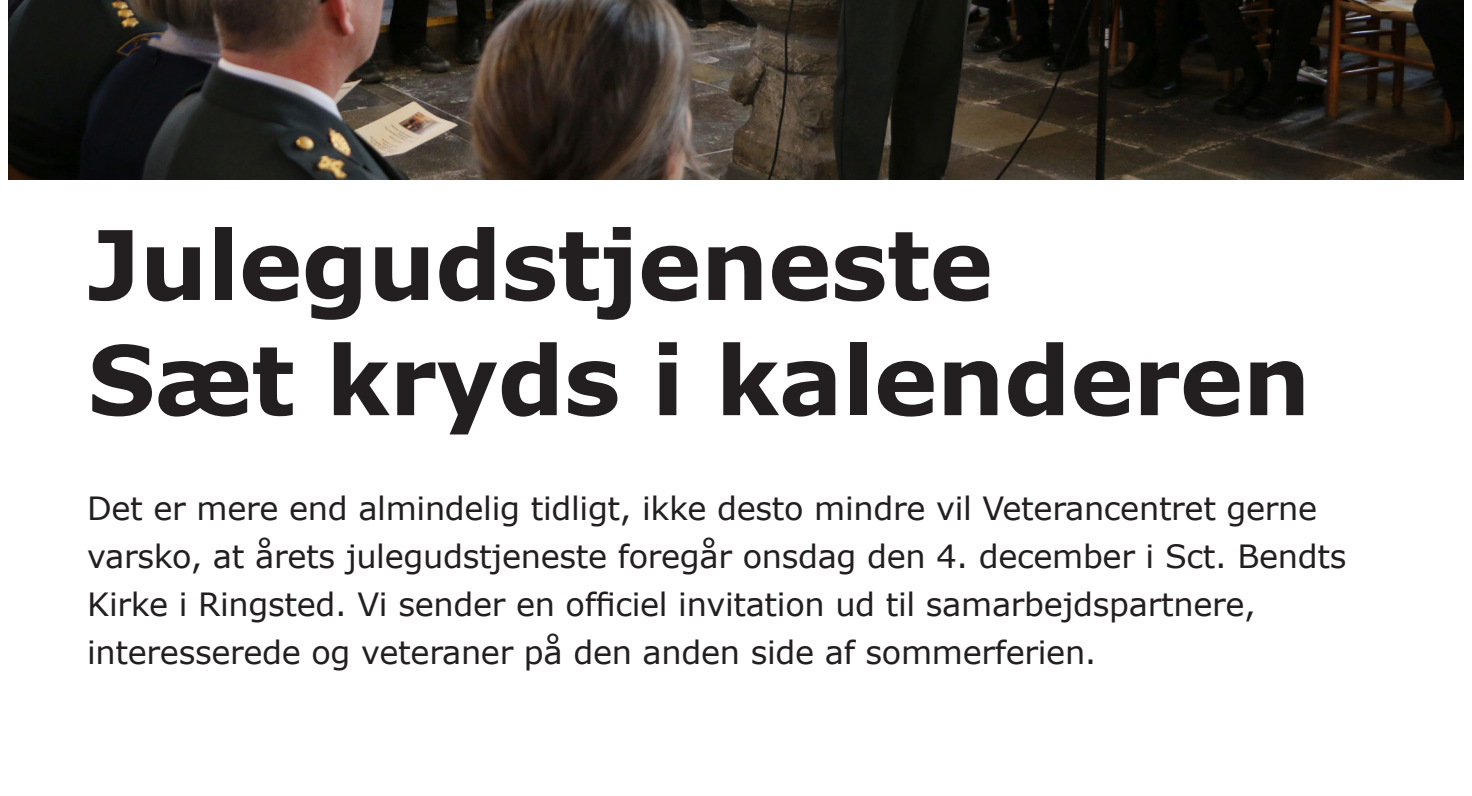 Julegudstjeneste
Sæt kryds i kalenderen
Det er mere end almindelig tidligt, ikke desto mindre vil Veterancentret gerne
varsko, at årets julegudstjeneste foregår onsdag den 4. december i Sct. Bendts
Kirke i Ringsted. Vi sender en officiel invitation ud til samarbejdspartnere,
interesserede og veteraner på den anden side af sommerferien.